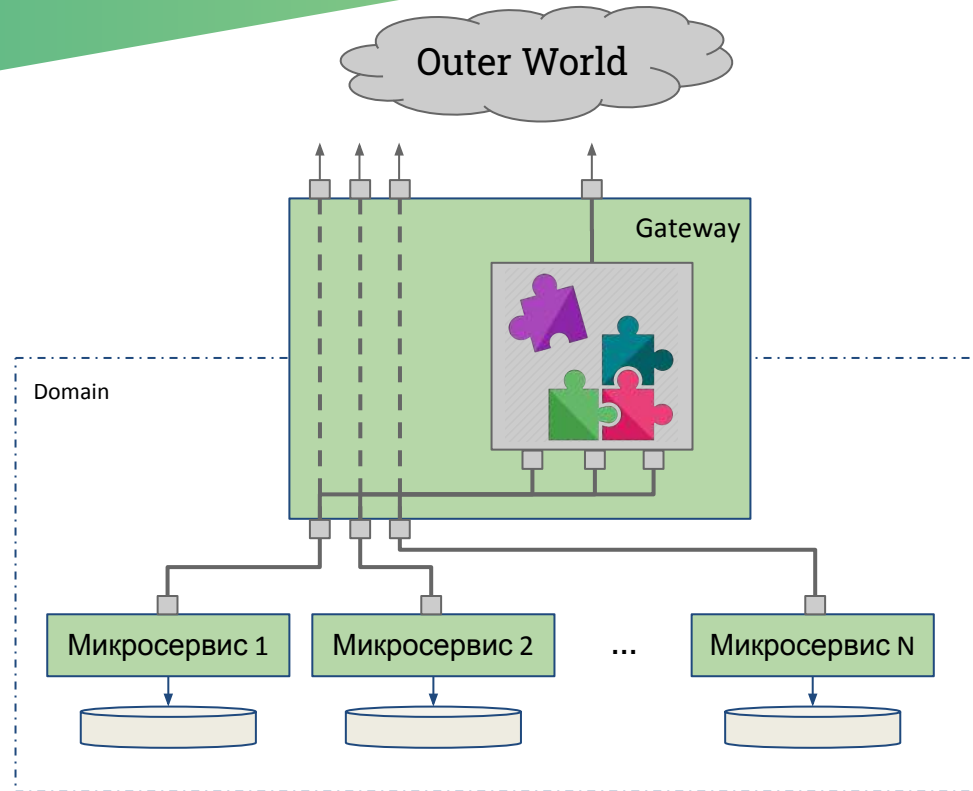 Outer World
Gateway
Domain
Микросервис 1
Микросервис 2
...
Микросервис N